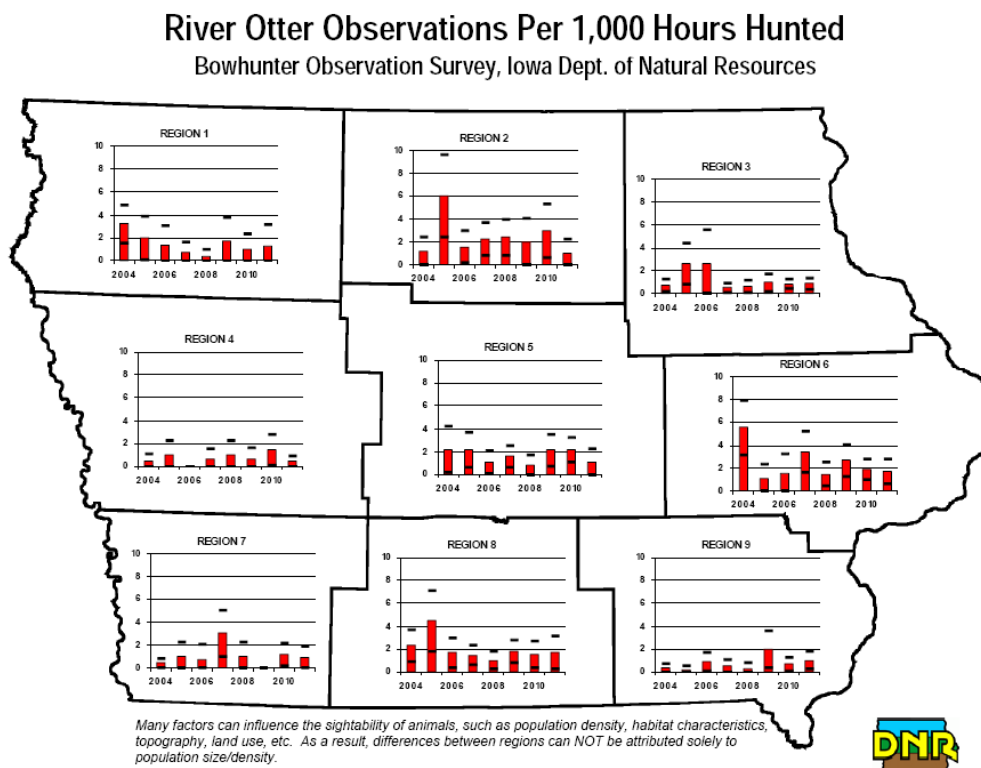 River Otter Observations Per 1,000 Hours Hunted
Bowhunter Observation Survey, Iowa Dept. of Natural Resources
REGION 1
10
8
6
4
2
0
2004 2006 2008 2010
REGION 2
10
8
6
4
2
0
2004 2006 2008 2010
REGION 3
10
8
6
4
2
0
2004 2006 2008 2010
REGION 4
10
8
6
4
2
0
2004 2006 2008 2010
REGION 5
10
8
6
4
2
0
2004 2006 2008 2010
REGION 6
10
8
6
4
2
0
2004 2006 2008 2010
REGION 7
10
8
6
4
2
0
2004 2006 2008 2010
REGION 8
10
8
6
4
2
0
2004 2006 2008 2010
REGION 9
10
8
6
4
2
0
2004 2006 2008 2010
Many factors can influence the sightability of animals, such as population density, habitat characteristics,
topography, land use, etc. As a result, differences between regions can NOT be attributed solely to
population size/density.
DNR